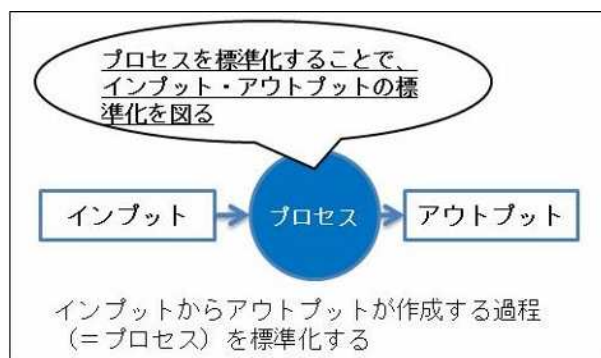 プロセスを標準化することで、
インプット・アウトプットの標
準化を図る
インプット
プロセス
アウトプット
インプットからアウトプットが作成する過程
（＝プロセス）を標準化する